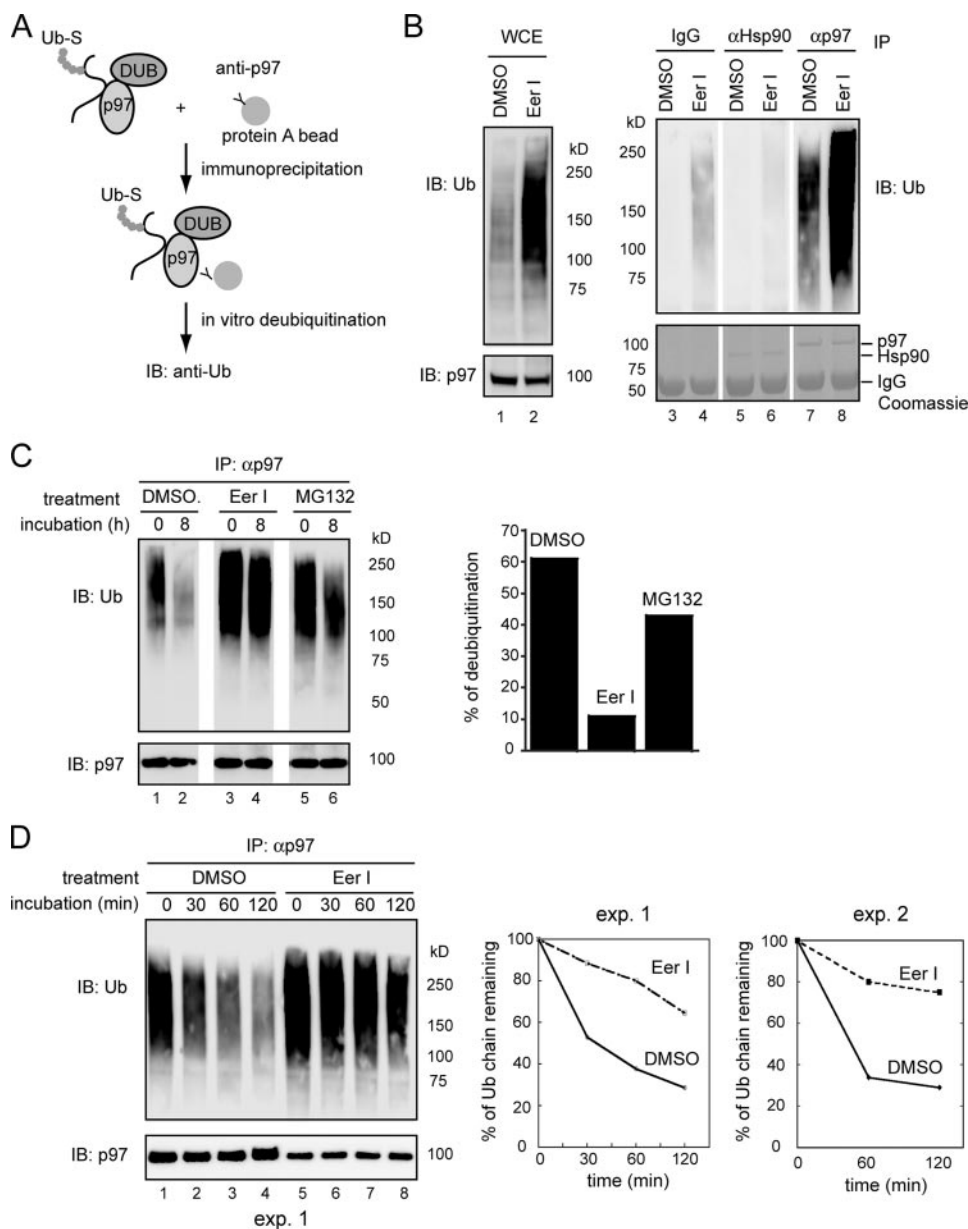 A
Ub-S
DUB
p97
+
anti-p97
protein A bead
immunoprecipitation
Ub-S
DUB
p97
in vitro deubiquitination
IB: anti-Ub
B
WCE
DMSO
Eer I
IB: Ub
kD
250
150
100
75
IB: p97
100
1 2
IgG αHsp90 αp97 IP
DMSO Eer I DMSO Eer I DMSO Eer I
kD
250
150
100
75
IB: Ub
100
75
50
p97
Hsp90
IgG
Coomassie
3 4 5 6 7 8
C
IP: αp97
treatment DMSO. Eer I MG132
incubation (h) 0 8 0 8 0 8
kD
IB: Ub
250
150
100
75
50
IB: p97
100
1 2 3 4 5 6
% of deubiquitination
70
60
50
40
30
20
10
0
DMSO
Eer I
MG132
D
IP: αp97
treatment DMSO Eer I
incubation (min) 0 30 60 120 0 30 60 120
kD
IB: Ub
250
150
100
75
IB: p97
100
1 2 3 4 5 6 7 8
exp. 1
exp. 1
% of Ub chain remaining
100
80
60
40
20
0
Eer I
DMSO
0 30 60 120
time (min)
exp. 2
% of Ub chain remaining
100
80
60
40
20
0
Eer I
DMSO
0 60 120
time (min)